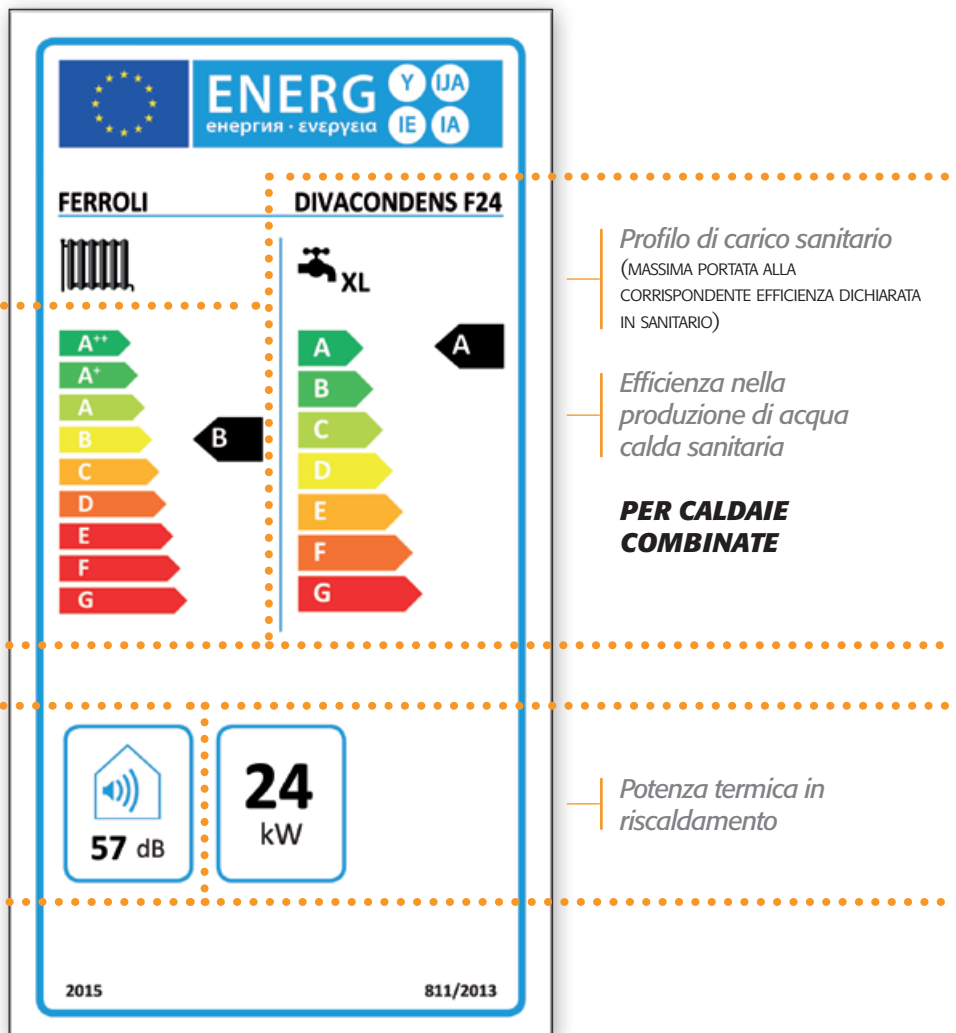 ENERG
Y IJA
енергия · ενεργεια
IE IA
FERROLI
DIVACONDENS F24
XL
A++
A+
A
B
C
D
E
F
G
B
A
B
C
D
E
F
G
A
57 dB
24
kW
2015
811/2013
Profilo di carico sanitario
(MASSIMA PORTATA ALLA
CORRISPONDENTE EFFICIENZA DICHIARATA
IN SANITARIO)
Efficienza nella
produzione di acqua
calda sanitaria
PER CALDAIE
COMBINATE
Potenza termica in
riscaldamento